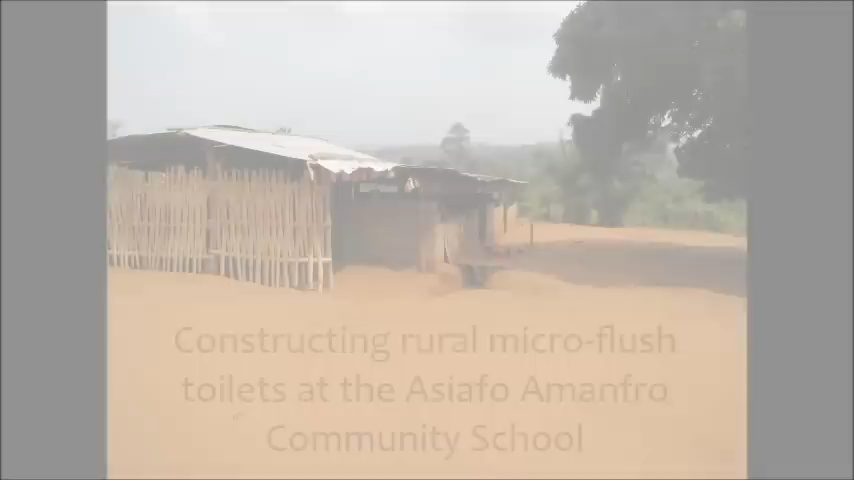 Constructing rural micro-flush
toilets at the Asiafo Amanfro
Community School